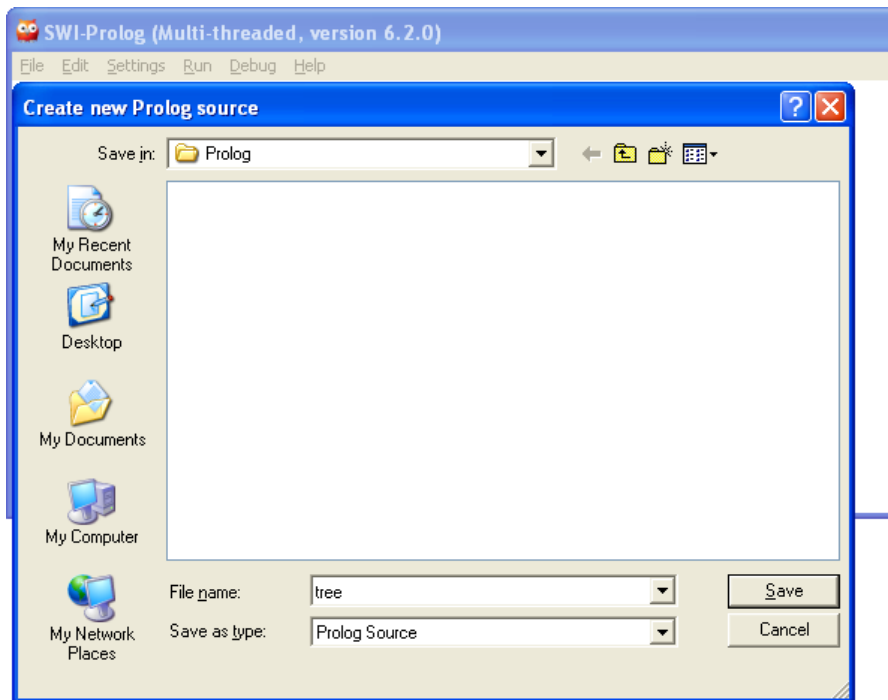 SWI-Prolog (Multi-threaded, version 6.2.0)
File Edit Settings Run Debug Help
Create new Prolog source
Save in: Prolog
My Recent
Documents
Desktop
My Documents
My Computer
My Network
Places
File name: tree
Save as type: Prolog Source
Save
Cancel